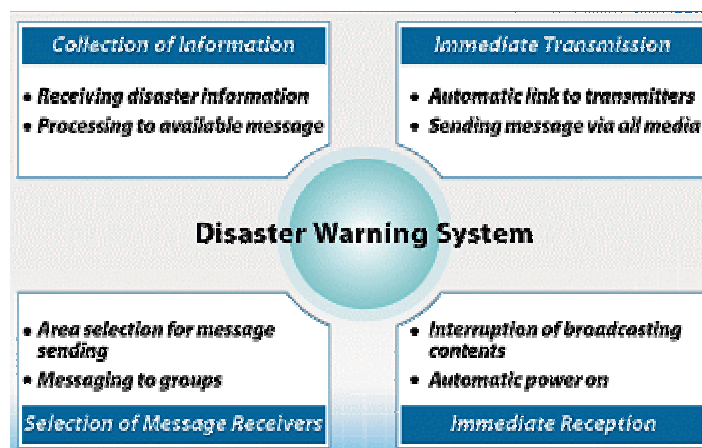 Collection of Information
• Receiving disaster information
• Processing to available message
Immediate Transmission
• Automatic link to transmitters
• Sending message via all media
Disaster Warning System
• Area selection for message
sending
• Messaging to groups
Selection of Message Receivers
• Interruption of broadcasting
contents
• Automatic power on
Immediate Reception